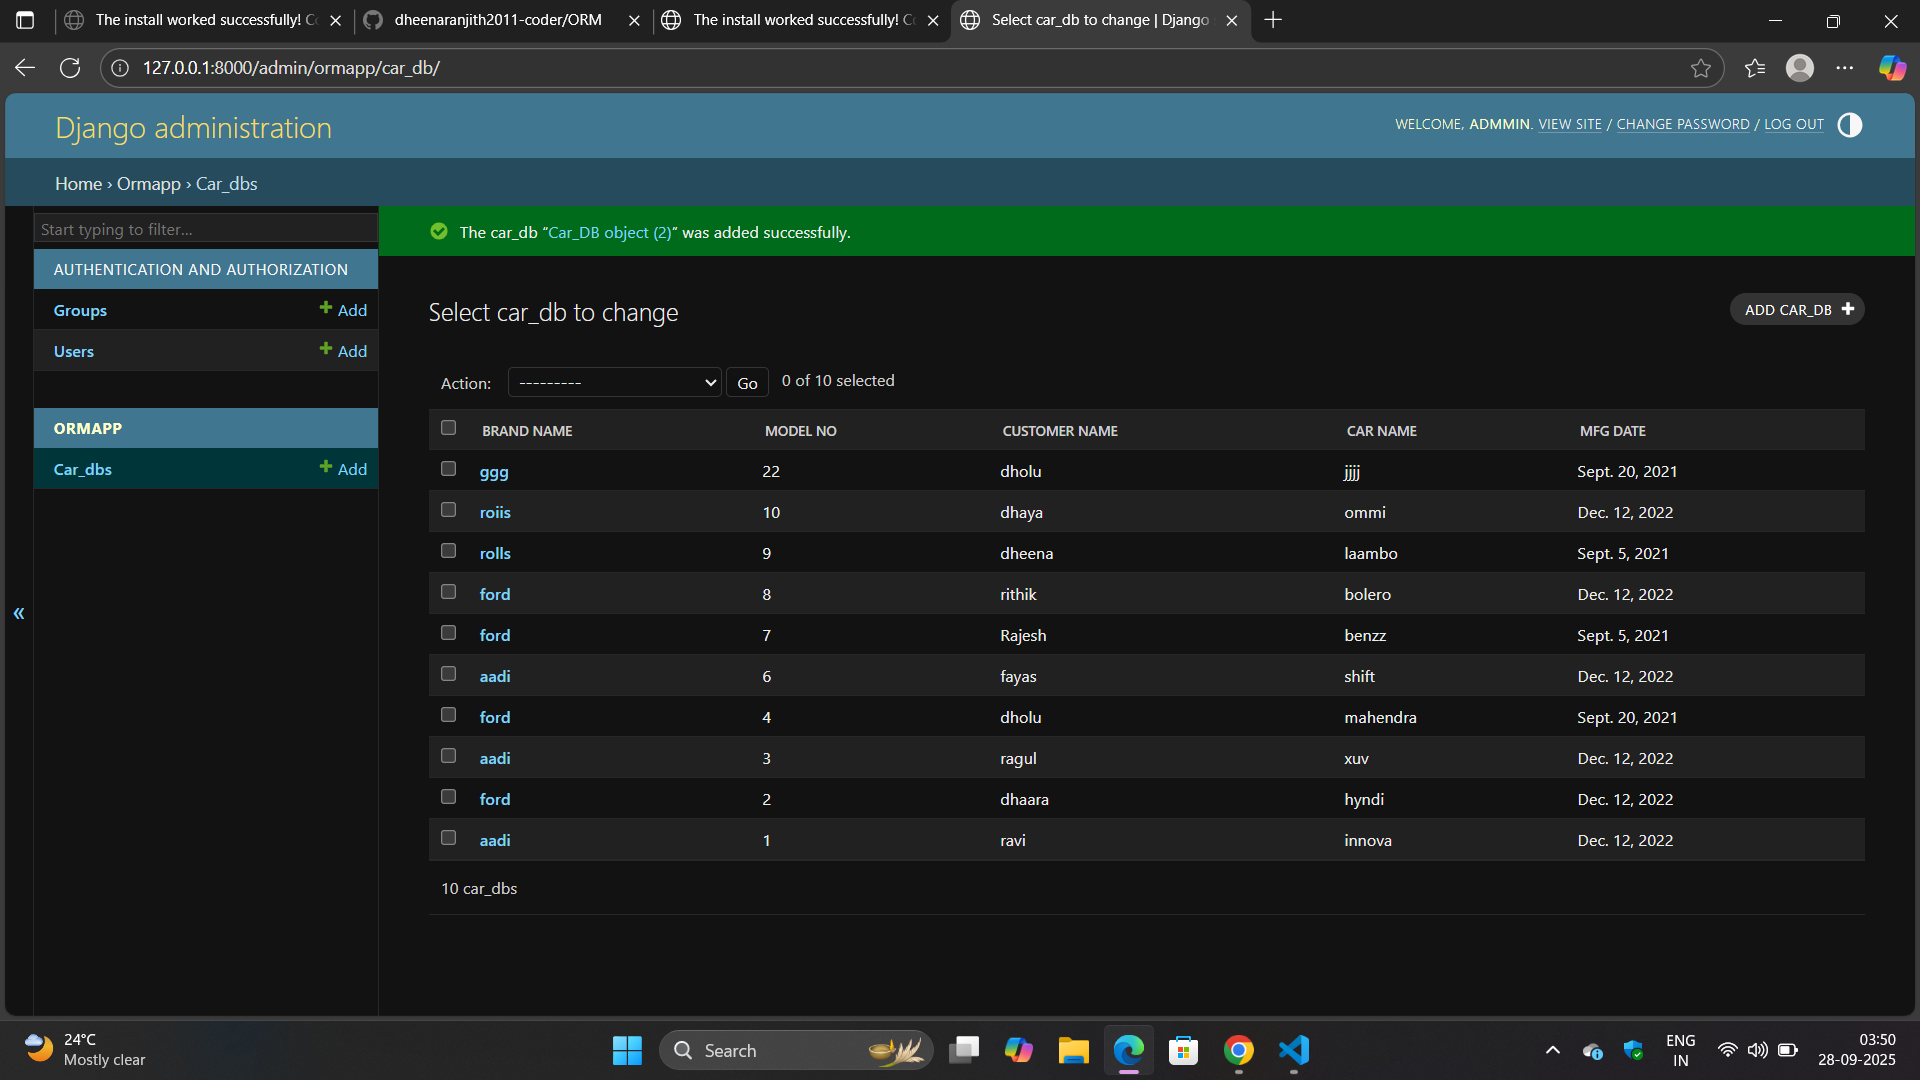 The install worked successfully! Co
dheenaranjith2011-coder/ORM
The install worked successfully! Co
Select car_db to change | Django
127.0.0.1:8000/admin/ormapp/car_db/
Django administration
WELCOME, ADMMIN. VIEW SITE / CHANGE PASSWORD / LOG OUT
Home › Ormapp › Car_dbs
Start typing to filter...
AUTHENTICATION AND AUTHORIZATION
Groups
Add
Users
Add
ORMAPP
Car_dbs
Add
«
The car_db “Car_DB object (2)” was added successfully.
Select car_db to change
ADD CAR_DB
Action: --------- Go 0 of 10 selected
BRAND NAME MODEL NO CUSTOMER NAME CAR NAME MFG DATE
ggg 22 dholu jjjj Sept. 20, 2021
roiis 10 dhaya ommi Dec. 12, 2022
rolls 9 dheena laambo Sept. 5, 2021
ford 8 rithik bolero Dec. 12, 2022
ford 7 Rajesh benzz Sept. 5, 2021
aadi 6 fayas shift Dec. 12, 2022
ford 4 dholu mahendra Sept. 20, 2021
aadi 3 ragul xuv Dec. 12, 2022
ford 2 dhaara hyndi Dec. 12, 2022
aadi 1 ravi innova Dec. 12, 2022
10 car_dbs
24°C
Mostly clear
Search
ENG
IN
03:50
28-09-2025